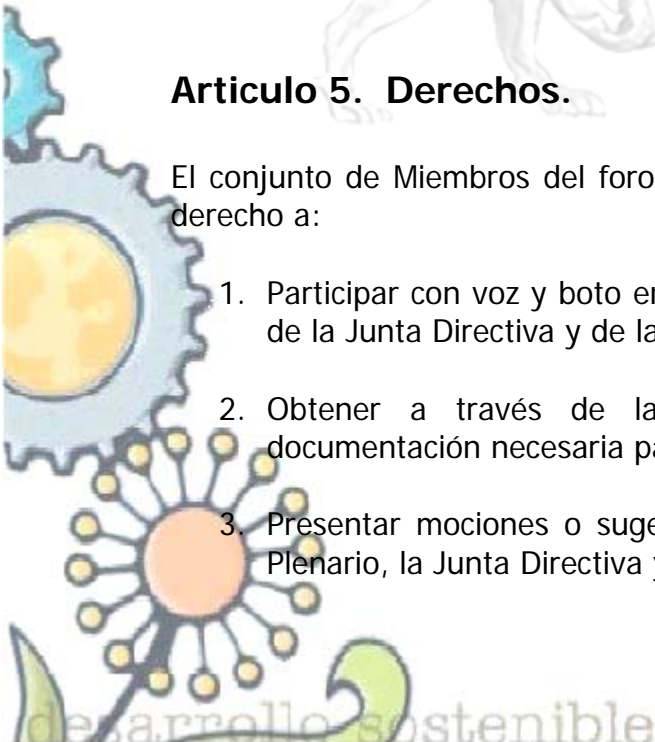 Articulo 5. Derechos.
El conjunto de Miembros del foro
derecho a:
1. Participar con voz y boto en
de la Junta Directiva y de la
2. Obtener a través de la
documentación necesaria pa
3. Presentar mociones o suge
Plenario, la Junta Directiva y
desarrollo sostenible